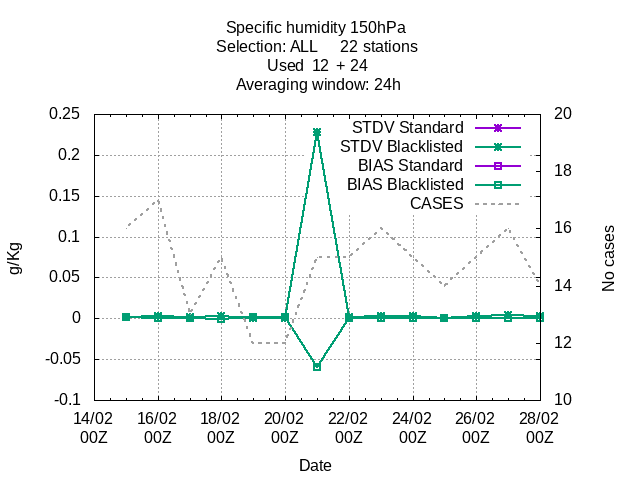 Specific humidity 150hPa
Selection: ALL 22 stations
Used 12 + 24
Averaging window: 24h
STDV Standard
STDV Blacklisted
BIAS Standard
BIAS Blacklisted
CASES
0.25
0.2
0.15
0.1
0.05
0
-0.05
-0.1
g/Kg
20
18
16
14
12
10
No cases
14/02 16/02 18/02 20/02 22/02 24/02 26/02 28/02
00Z 00Z 00Z 00Z 00Z 00Z 00Z 00Z
Date